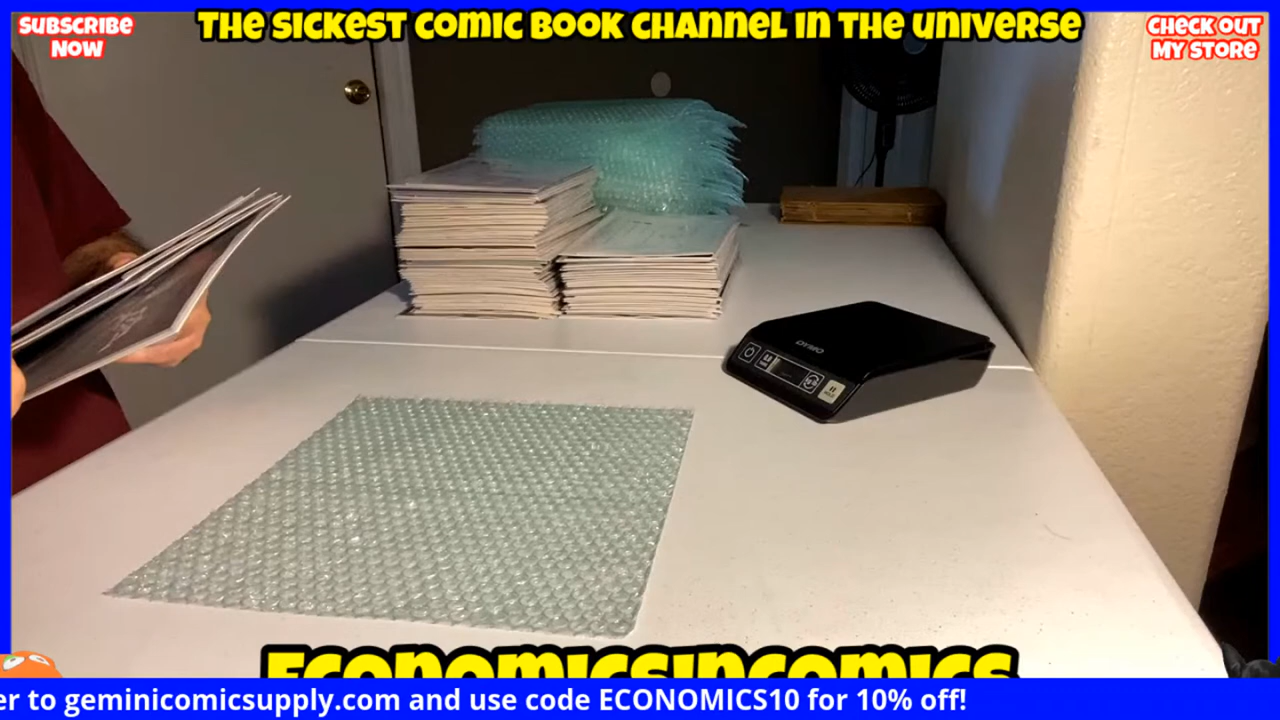 SUBSCRIBE
NOW
THE SICKEST COMIC BOOK CHANNEL IN THE UNIVERSE
CHECK OUT
MY STORE
DYMO
ECONOMICSINCOMICS
er to geminicomicsupply.com and use code ECONOMICS10 for 10% off!